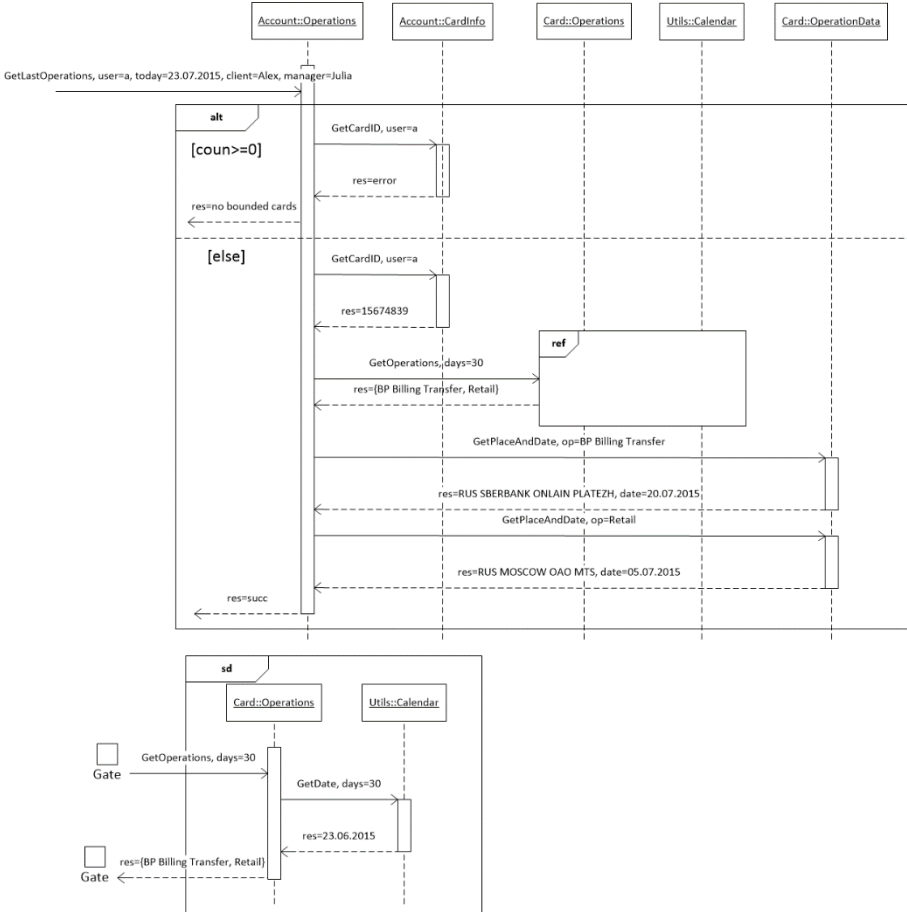 Account::Operations
Account::CardInfo
Card::Operations
Utils::Calendar
Card::OperationData
GetLastOperations, user=a, today=23.07.2015, client=Alex, manager=Julia
alt
GetCardID, user=a
[coun>=0]
res=error
res=no bounded cards
[else]
GetCardID, user=a
res=15674839
ref
GetOperations, days=30
res={BP Billing Transfer, Retail}
GetPlaceAndDate, op=BP Billing Transfer
res=RUS SBERBANK ONLAIN PLATEZH, date=20.07.2015
GetPlaceAndDate, op=Retail
res=RUS MOSCOW OAO MTS, date=05.07.2015
res=succ
sd
Card::Operations
Utils::Calendar
GetOperations, days=30
Gate
GetDate, days=30
res=23.06.2015
res={BP Billing Transfer, Retail}
Gate